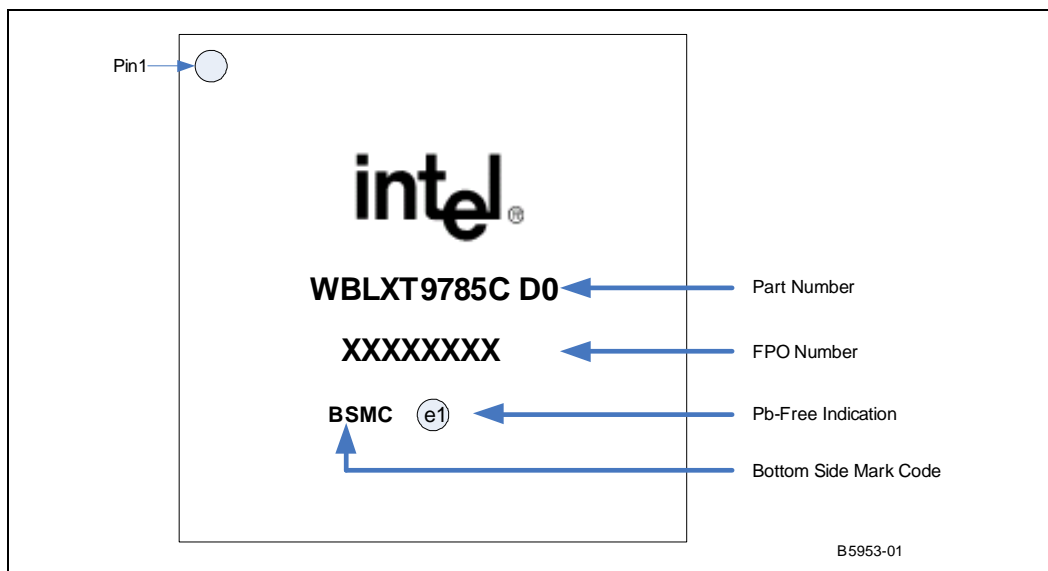 Pin1
intel®
WBLXT9785C D0
Part Number
XXXXXXXX
FPO Number
BSMC e1
Pb-Free Indication
Bottom Side Mark Code
B5953-01